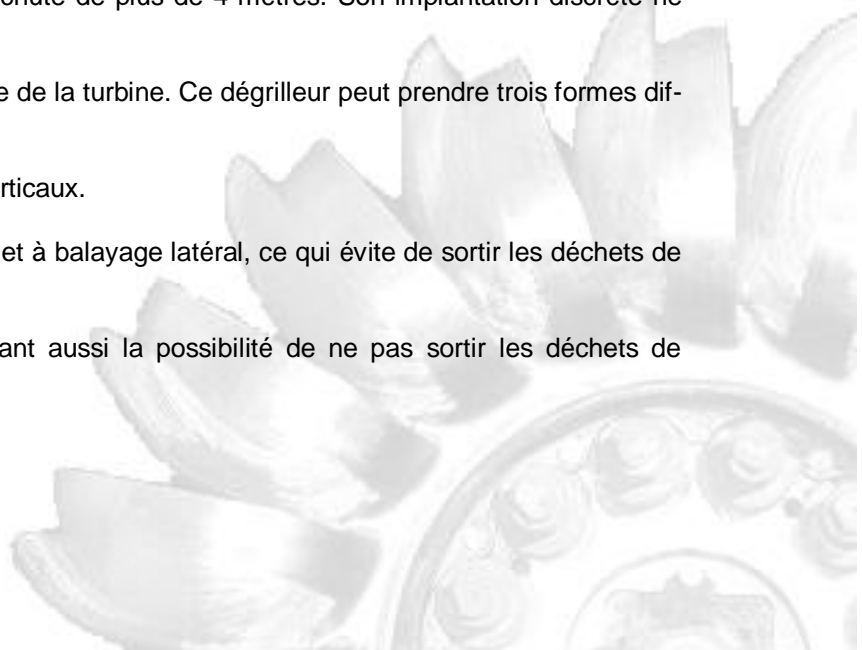 chute de plus de 4 mètres. Son implantation discrète ne
e de la turbine. Ce dégrilleur peut prendre trois formes dif-
rticaux.
et à balayage latéral, ce qui évite de sortir les déchets de
ant aussi la possibilité de ne pas sortir les déchets de